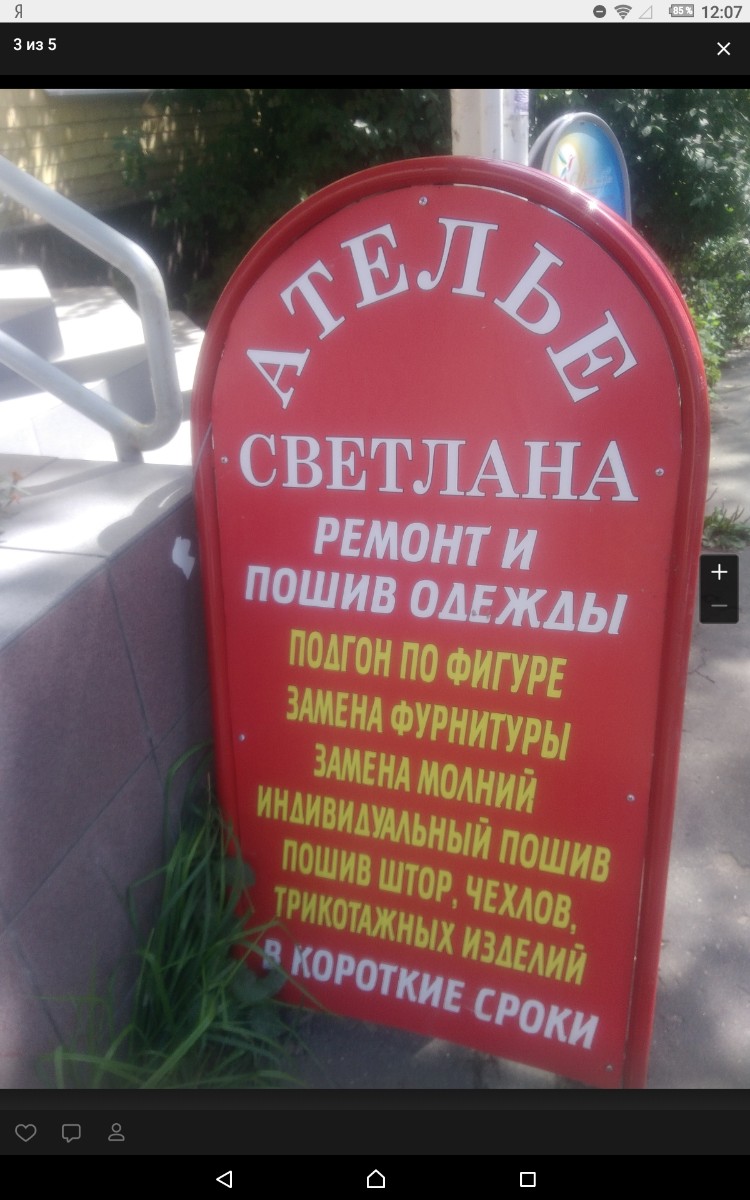 Я
85 %
12:07
3 из 5
АТЕЛЬЕ
СВЕТЛАНА
РЕМОНТ И
ПОШИВ ОДЕЖДЫ
ПОДГОН ПО ФИГУРЕ
ЗАМЕНА ФУРНИТУРЫ
ЗАМЕНА МОЛНИЙ
ИНДИВИДУАЛЬНЫЙ ПОШИВ
ПОШИВ ШТОР, ЧЕХЛОВ,
ТРИКОТАЖНЫХ ИЗДЕЛИЙ
В КОРОТКИЕ СРОКИ